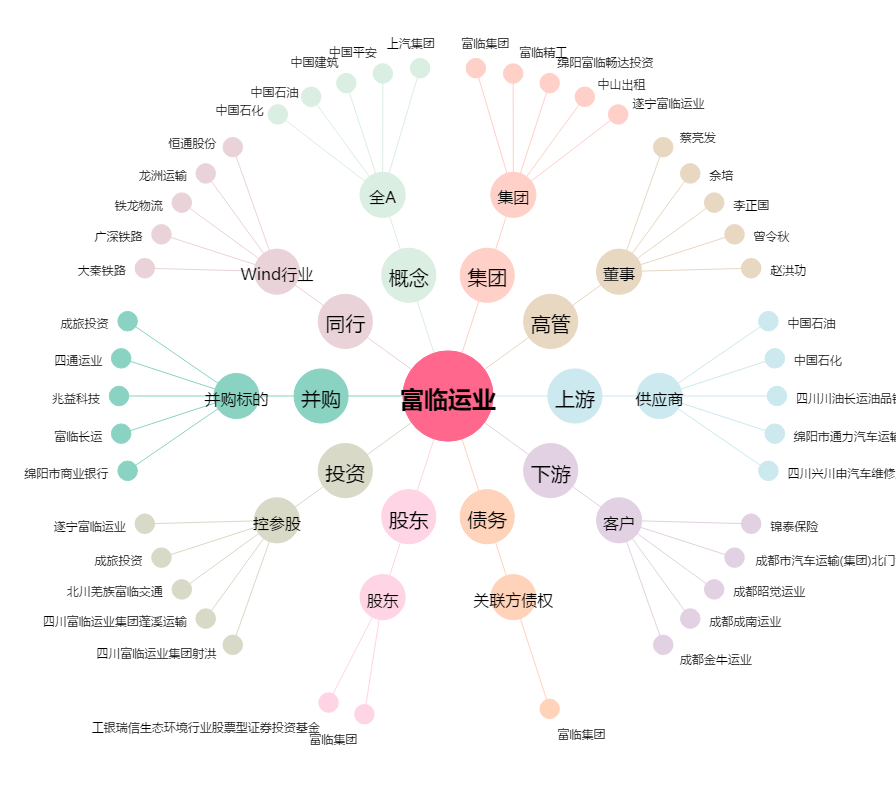 上汽集团
富临集团
中国平安
富临精工
中国建筑
绵阳富临畅达投资
中国石油
中山出租
中国石化
遂宁富临运业
恒通股份
蔡亮发
龙洲运输
佘培
铁龙物流
李正国
广深铁路
曾令秋
大秦铁路
赵洪功
全A
集团
Wind行业
概念
集团
董事
同行
高管
成旅投资
中国石油
四通运业
中国石化
兆益科技
并购标的
并购
富临运业
上游
供应商
四川川油长运油品
富临长运
绵阳市通力汽车运输
绵阳市商业银行
四川兴川申汽车维修
投资
下游
股东
债务
遂宁富临运业
控参股
客户
锦泰保险
成旅投资
成都市汽车运输(集团)北门
北川羌族富临交通
成都昭觉运业
股东
关联方债权
四川富临运业集团蓬溪运输
成都成南运业
四川富临运业集团射洪
成都金牛运业
工银瑞信生态环境行业股票型证券投资基金
富临集团
富临集团